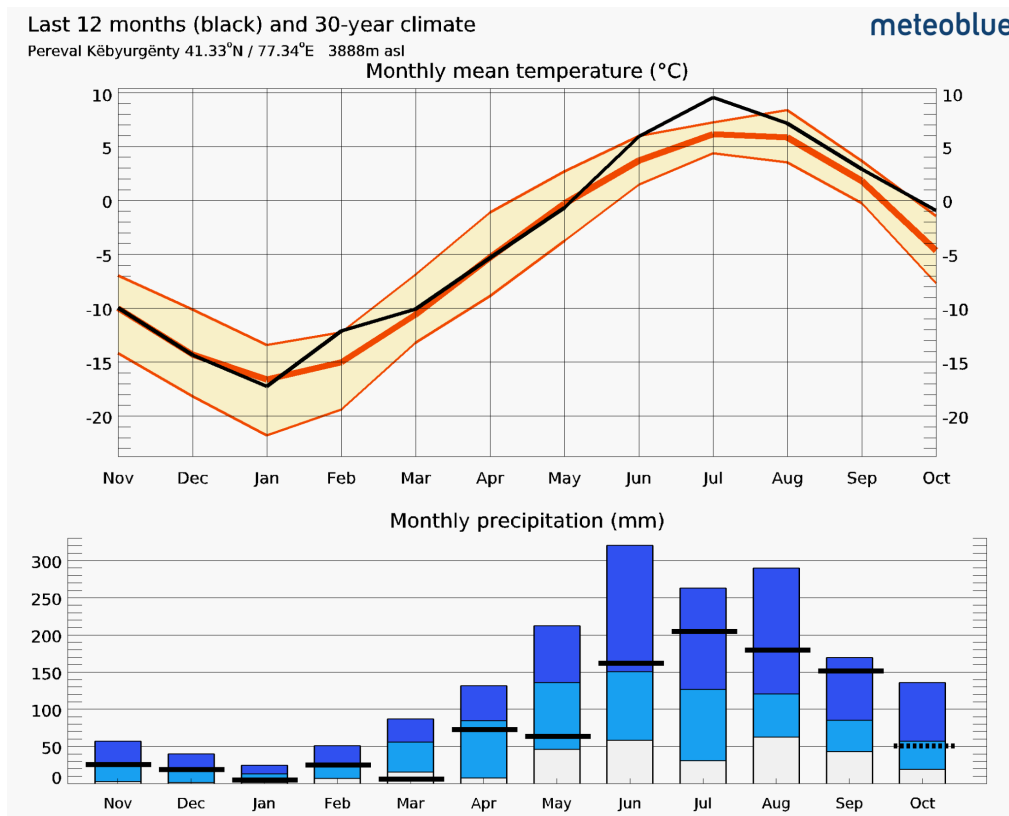 Last 12 months (black) and 30-year climate
meteoblue
Pereval Këbyurgënty 41.33°N / 77.34°E 3888m asl
Monthly mean temperature (°C)
10 10
5 5
0 0
-5 -5
-10 -10
-15 -15
-20 -20
Nov Dec Jan Feb Mar Apr May Jun Jul Aug Sep Oct
Monthly precipitation (mm)
300
250
200
150
100
50
0
Nov Dec Jan Feb Mar Apr May Jun Jul Aug Sep Oct